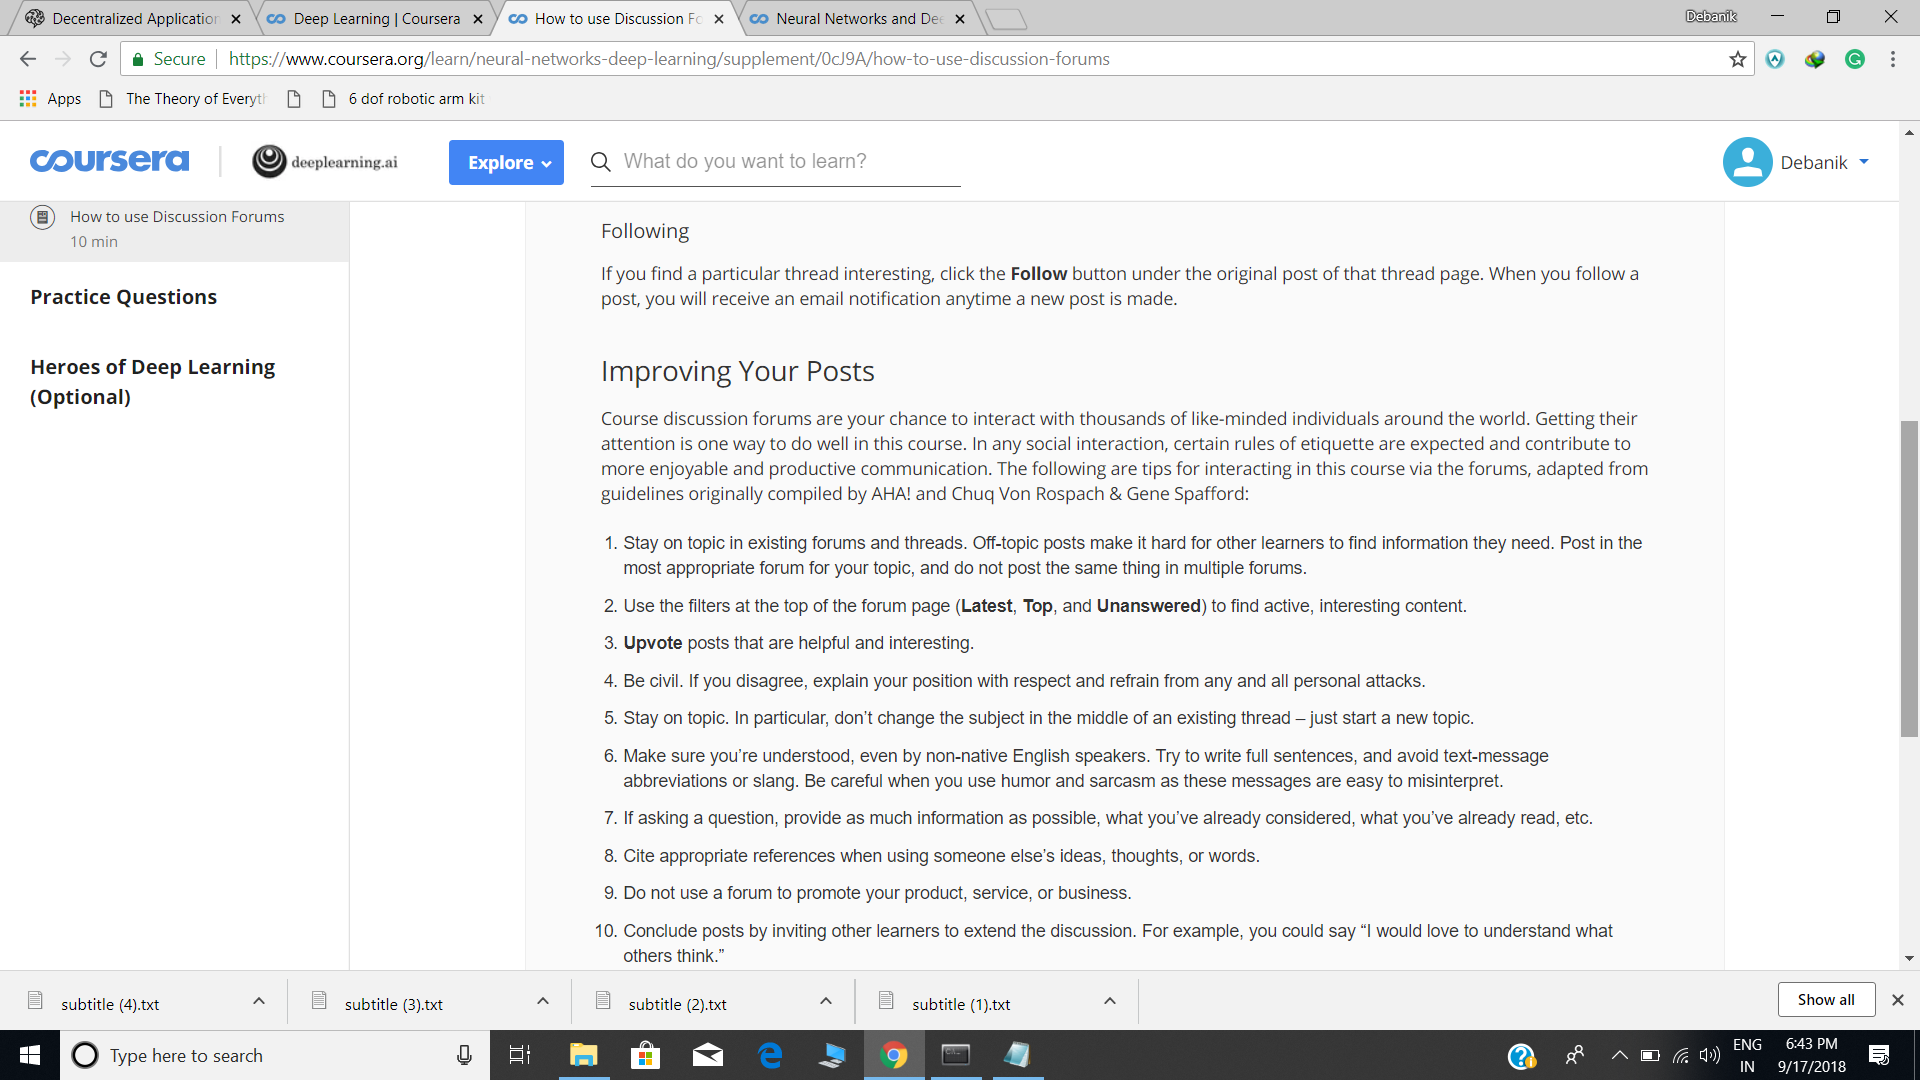 Decentralized Application
Deep Learning | Coursera
How to use Discussion Fo
Neural Networks and Dee
Debanik
Secure
https://www.coursera.org/learn/neural-networks-deep-learning/supplement/0cJ9A/how-to-use-discussion-forums
Apps
The Theory of Everyth
6 dof robotic arm kit
coursera
deeplearning.ai
Explore
What do you want to learn?
Debanik
How to use Discussion Forums
10 min
Practice Questions
Heroes of Deep Learning
(Optional)
Following
If you find a particular thread interesting, click the Follow button under the original post of that thread page. When you follow a
post, you will receive an email notification anytime a new post is made.
Improving Your Posts
Course discussion forums are your chance to interact with thousands of like-minded individuals around the world. Getting their
attention is one way to do well in this course. In any social interaction, certain rules of etiquette are expected and contribute to
more enjoyable and productive communication. The following are tips for interacting in this course via the forums, adapted from
guidelines originally compiled by AHA! and Chuq Von Rospach & Gene Spafford:
1. Stay on topic in existing forums and threads. Off-topic posts make it hard for other learners to find information they need. Post in the
most appropriate forum for your topic, and do not post the same thing in multiple forums.
2. Use the filters at the top of the forum page (Latest, Top, and Unanswered) to find active, interesting content.
3. Upvote posts that are helpful and interesting.
4. Be civil. If you disagree, explain your position with respect and refrain from any and all personal attacks.
5. Stay on topic. In particular, don’t change the subject in the middle of an existing thread – just start a new topic.
6. Make sure you’re understood, even by non-native English speakers. Try to write full sentences, and avoid text-message
abbreviations or slang. Be careful when you use humor and sarcasm as these messages are easy to misinterpret.
7. If asking a question, provide as much information as possible, what you’ve already considered, what you’ve already read, etc.
8. Cite appropriate references when using someone else’s ideas, thoughts, or words.
9. Do not use a forum to promote your product, service, or business.
10. Conclude posts by inviting other learners to extend the discussion. For example, you could say “I would love to understand what
others think.”
subtitle (4).txt
subtitle (3).txt
subtitle (2).txt
subtitle (1).txt
Show all
Type here to search
ENG
IN
6:43 PM
9/17/2018